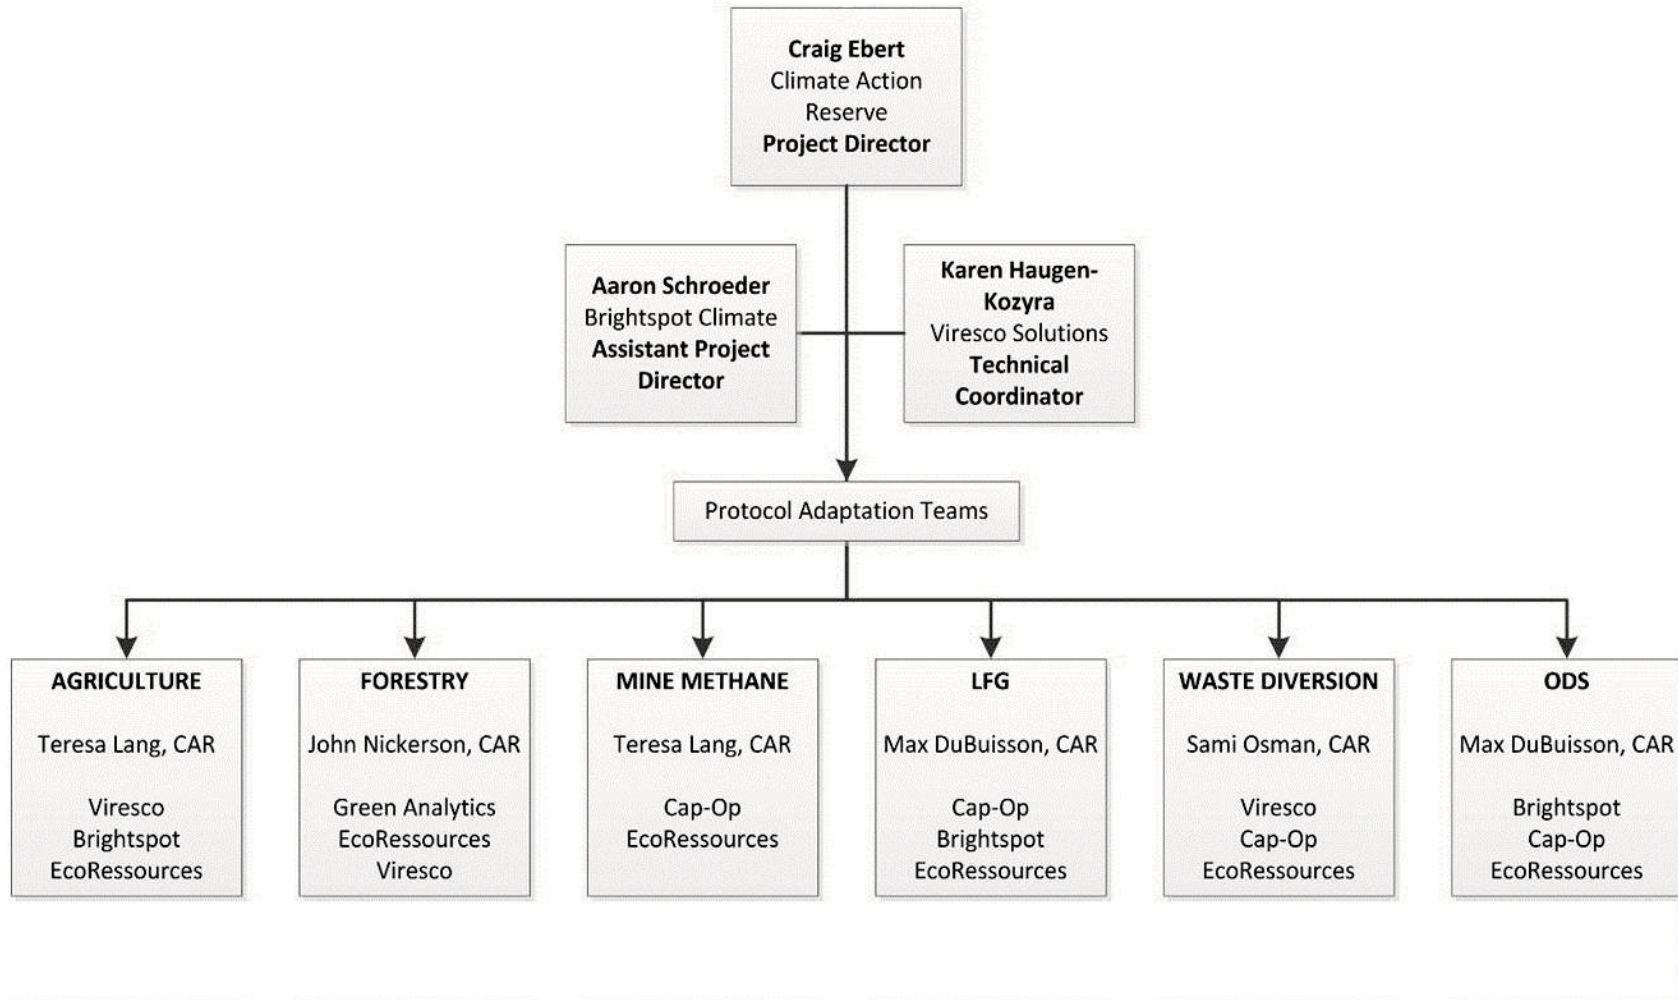 Craig Ebert
Climate Action
Reserve
Project Director
Aaron Schroeder
Brightspot Climate
Assistant Project
Director
Karen Haugen-
Kozyra
Viresco Solutions
Technical
Coordinator
Protocol Adaptation Teams
AGRICULTURE
Teresa Lang, CAR
Viresco
Brightspot
EcoRessources
FORESTRY
John Nickerson, CAR
Green Analytics
EcoRessources
Viresco
MINE METHANE
Teresa Lang, CAR
Cap-Op
EcoRessources
LFG
Max DuBuisson, CAR
Cap-Op
Brightspot
EcoRessources
WASTE DIVERSION
Sami Osman, CAR
Viresco
Cap-Op
EcoRessources
ODS
Max DuBuisson, CAR
Brightspot
Cap-Op
EcoRessources